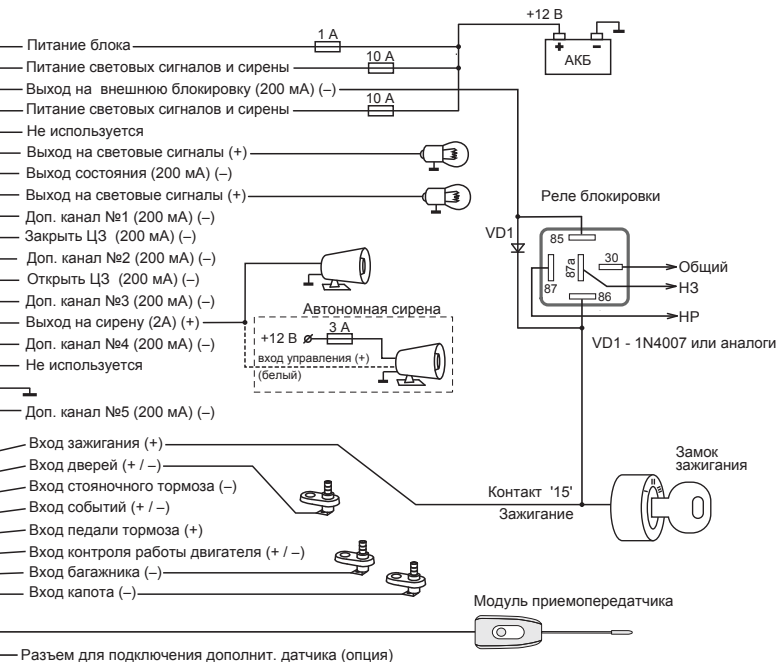 +12 В
1 А
Питание блока
АКБ
Питание световых сигналов и сирены
10 А
Выход на внешнюю блокировку (200 мА) (–)
10 А
Питание световых сигналов и сирены
Не используется
Выход на световые сигналы (+)
Выход состояния (200 мА) (–)
Выход на световые сигналы (+)
Реле блокировки
Доп. канал №1 (200 мА) (–)
Закрыть ЦЗ (200 мА) (–)
VD1
85
Доп. канал №2 (200 мА) (–)
87а
30
Общий
Открыть ЦЗ (200 мА) (–)
87
86
НЗ
Доп. канал №3 (200 мА) (–)
Автономная сирена
НР
Выход на сирену (2А) (+)
+12 В
3 А
VD1 - 1N4007 или аналоги
Доп. канал №4 (200 мА) (–)
вход управления (+)
Не используется
(белый)
Доп. канал №5 (200 мА) (–)
Вход зажигания (+)
Замок
зажигания
Вход дверей (+ / –)
Вход стояночного тормоза (–)
Контакт '15'
Зажигание
I
II
III
Вход событий (+ / –)
Вход педали тормоза (+)
Вход контроля работы двигателя (+ / –)
Вход багажника (–)
Вход капота (–)
Модуль приемопередатчика
Разъем для подключения дополнит. датчика (опция)